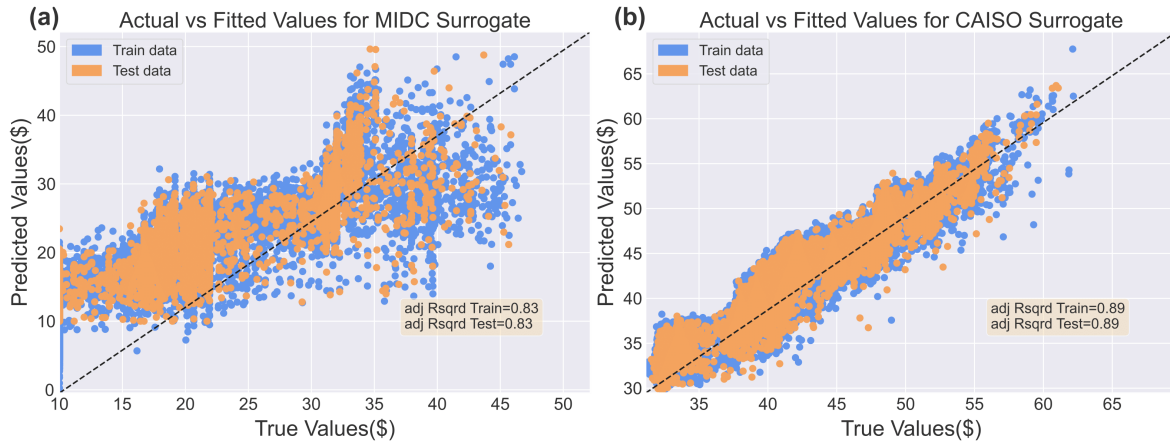 (a)
Actual vs Fitted Values for MIDC Surrogate
Train data
Test data
50
40
30
20
10
0
Predicted Values($)
adj Rsqrd Train=0.83
adj Rsqrd Test=0.83
10 15 20 25 30 35 40 45 50
True Values($)
(b)
Actual vs Fitted Values for CAISO Surrogate
Train data
Test data
65
60
55
50
45
40
35
30
Predicted Values($)
adj Rsqrd Train=0.89
adj Rsqrd Test=0.89
35 40 45 50 55 60 65
True Values($)